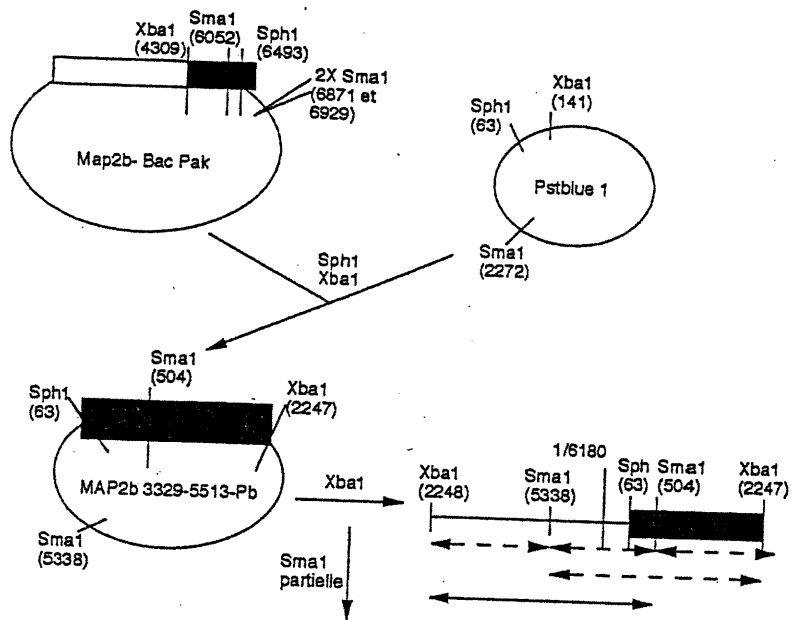 Xba1
(4309)
Sma1
(6052)
Sph1
(6493)
2X Sma1
(6871 et
6929)
Map2b- Bac Pak
Xba1
(141)
Sph1
(63)
Pstblue 1
Sma1
(2272)
Sph1
Xba1
Sma1
(504)
Sph1
(63)
Xba1
(2247)
MAP2b 3329-5513-Pb
Sma1
(5338)
Xba1
Sma1
partielle
1/6180
Xba1
(2248)
Sma1
(5338)
Sph
(63)
Sma1
(504)
Xba1
(2247)